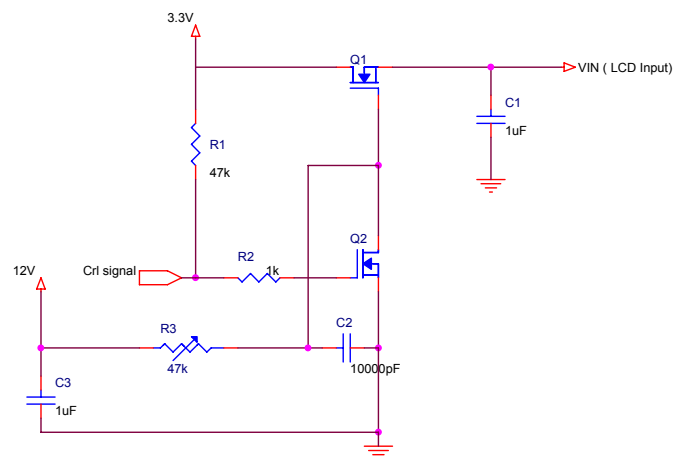 3.3V
Q1
VIN ( LCD Input)
C1
1uF
R1
47k
Q2
R2
1k
Crl signal
12V
R3
47k
C2
10000pF
C3
1uF